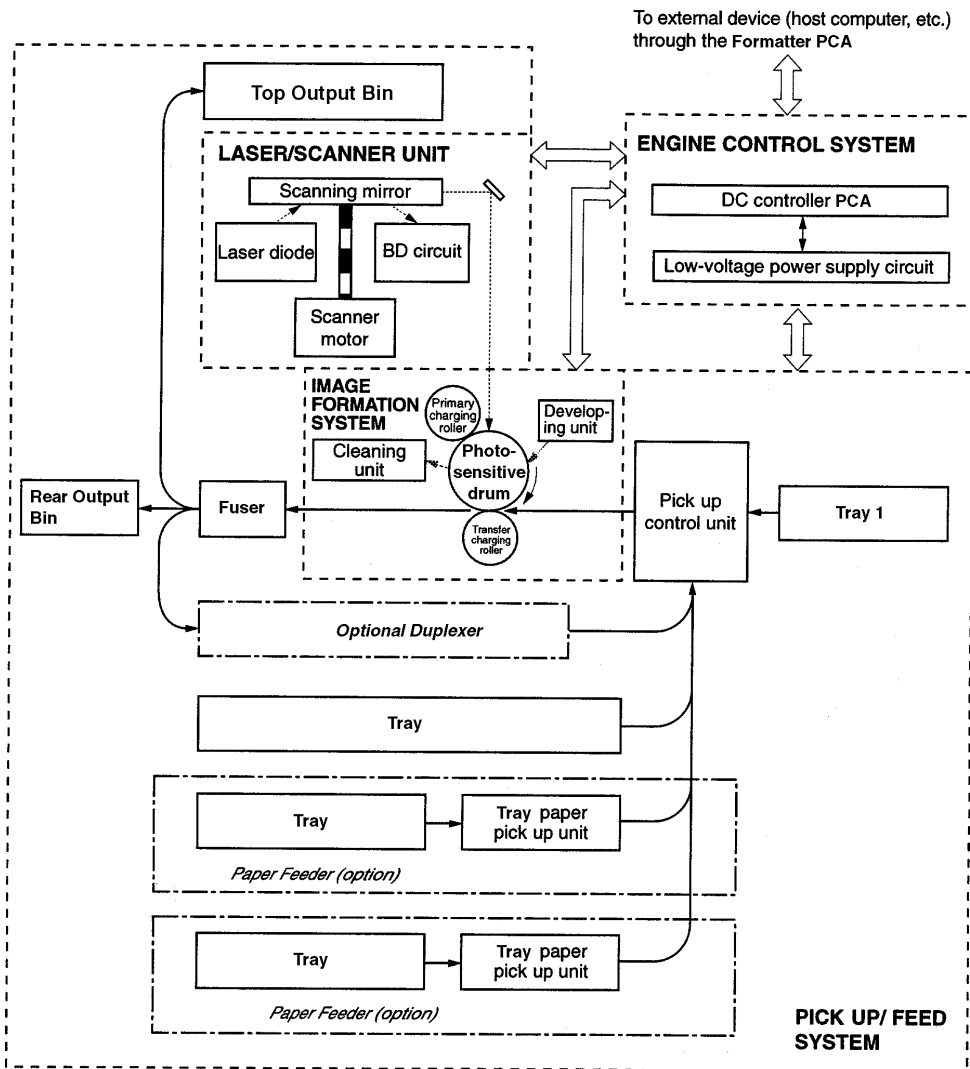 To external device (host computer, etc.)
through the Formatter PCA
Top Output Bin
LASER/SCANNER UNIT
Scanning mirror
Laser diode
BD circuit
Scanner
motor
ENGINE CONTROL SYSTEM
DC controller PCA
Low-voltage power supply circuit
IMAGE
FORMATION
SYSTEM
Primary
charging
roller
Develop-
ing unit
Cleaning
unit
Photo-
sensitive
drum
Transfer
charging
roller
Rear Output
Bin
Fuser
Pick up
control unit
Tray 1
Optional Duplexer
Tray
Tray
Tray paper
pick up unit
Paper Feeder (option)
Tray
Tray paper
pick up unit
Paper Feeder (option)
PICK UP/ FEED
SYSTEM